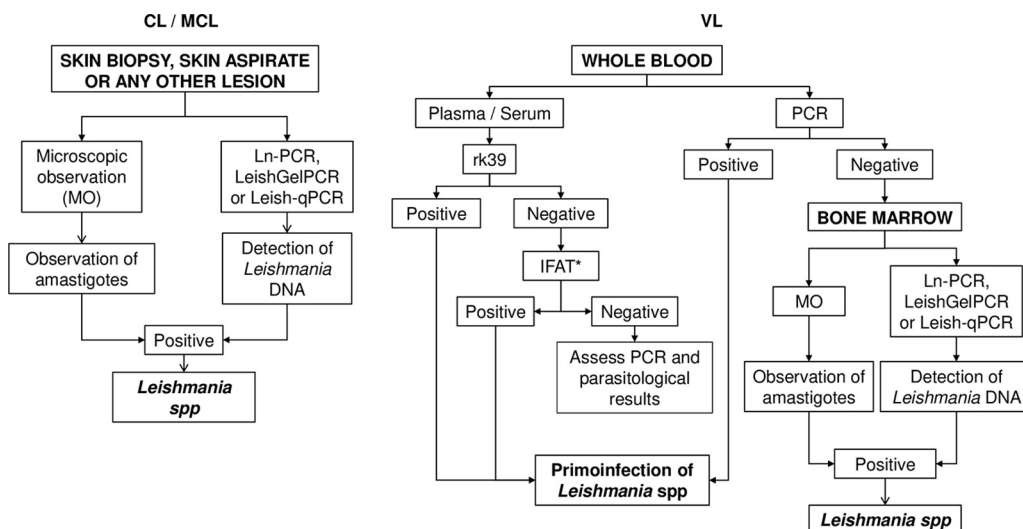 CL / MCL
SKIN BIOPSY, SKIN ASPIRATE
OR ANY OTHER LESION
Microscopic
observation
(MO)
Ln-PCR,
LeishGelPCR
or Leish-qPCR
Observation of
amastigotes
Detection of
Leishmania
DNA
Positive
Leishmania
spp
VL
WHOLE BLOOD
Plasma / Serum
PCR
rk39
Positive
Negative
Positive
Negative
IFAT*
BONE MARROW
Positive
Negative
Assess PCR and
parasitological
results
MO
Ln-PCR,
LeishGelPCR
or Leish-qPCR
Observation of
amastigotes
Detection of
Leishmania DNA
Primoinfection of
Leishmania spp
Positive
Leishmania spp